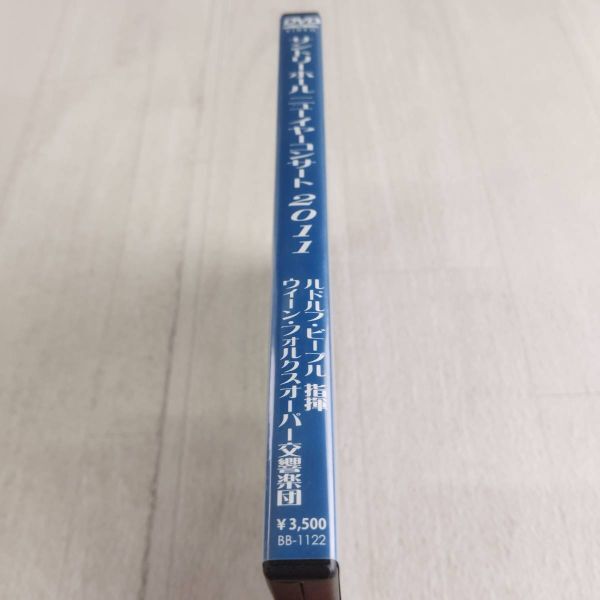 DVD
VIDEO
サントリーホール ニューイヤーコンサート 2011
ルドルフ・ビーブル 指揮
ウィーン・フォルクスオーパー交響楽団
¥3,500
BB-1122